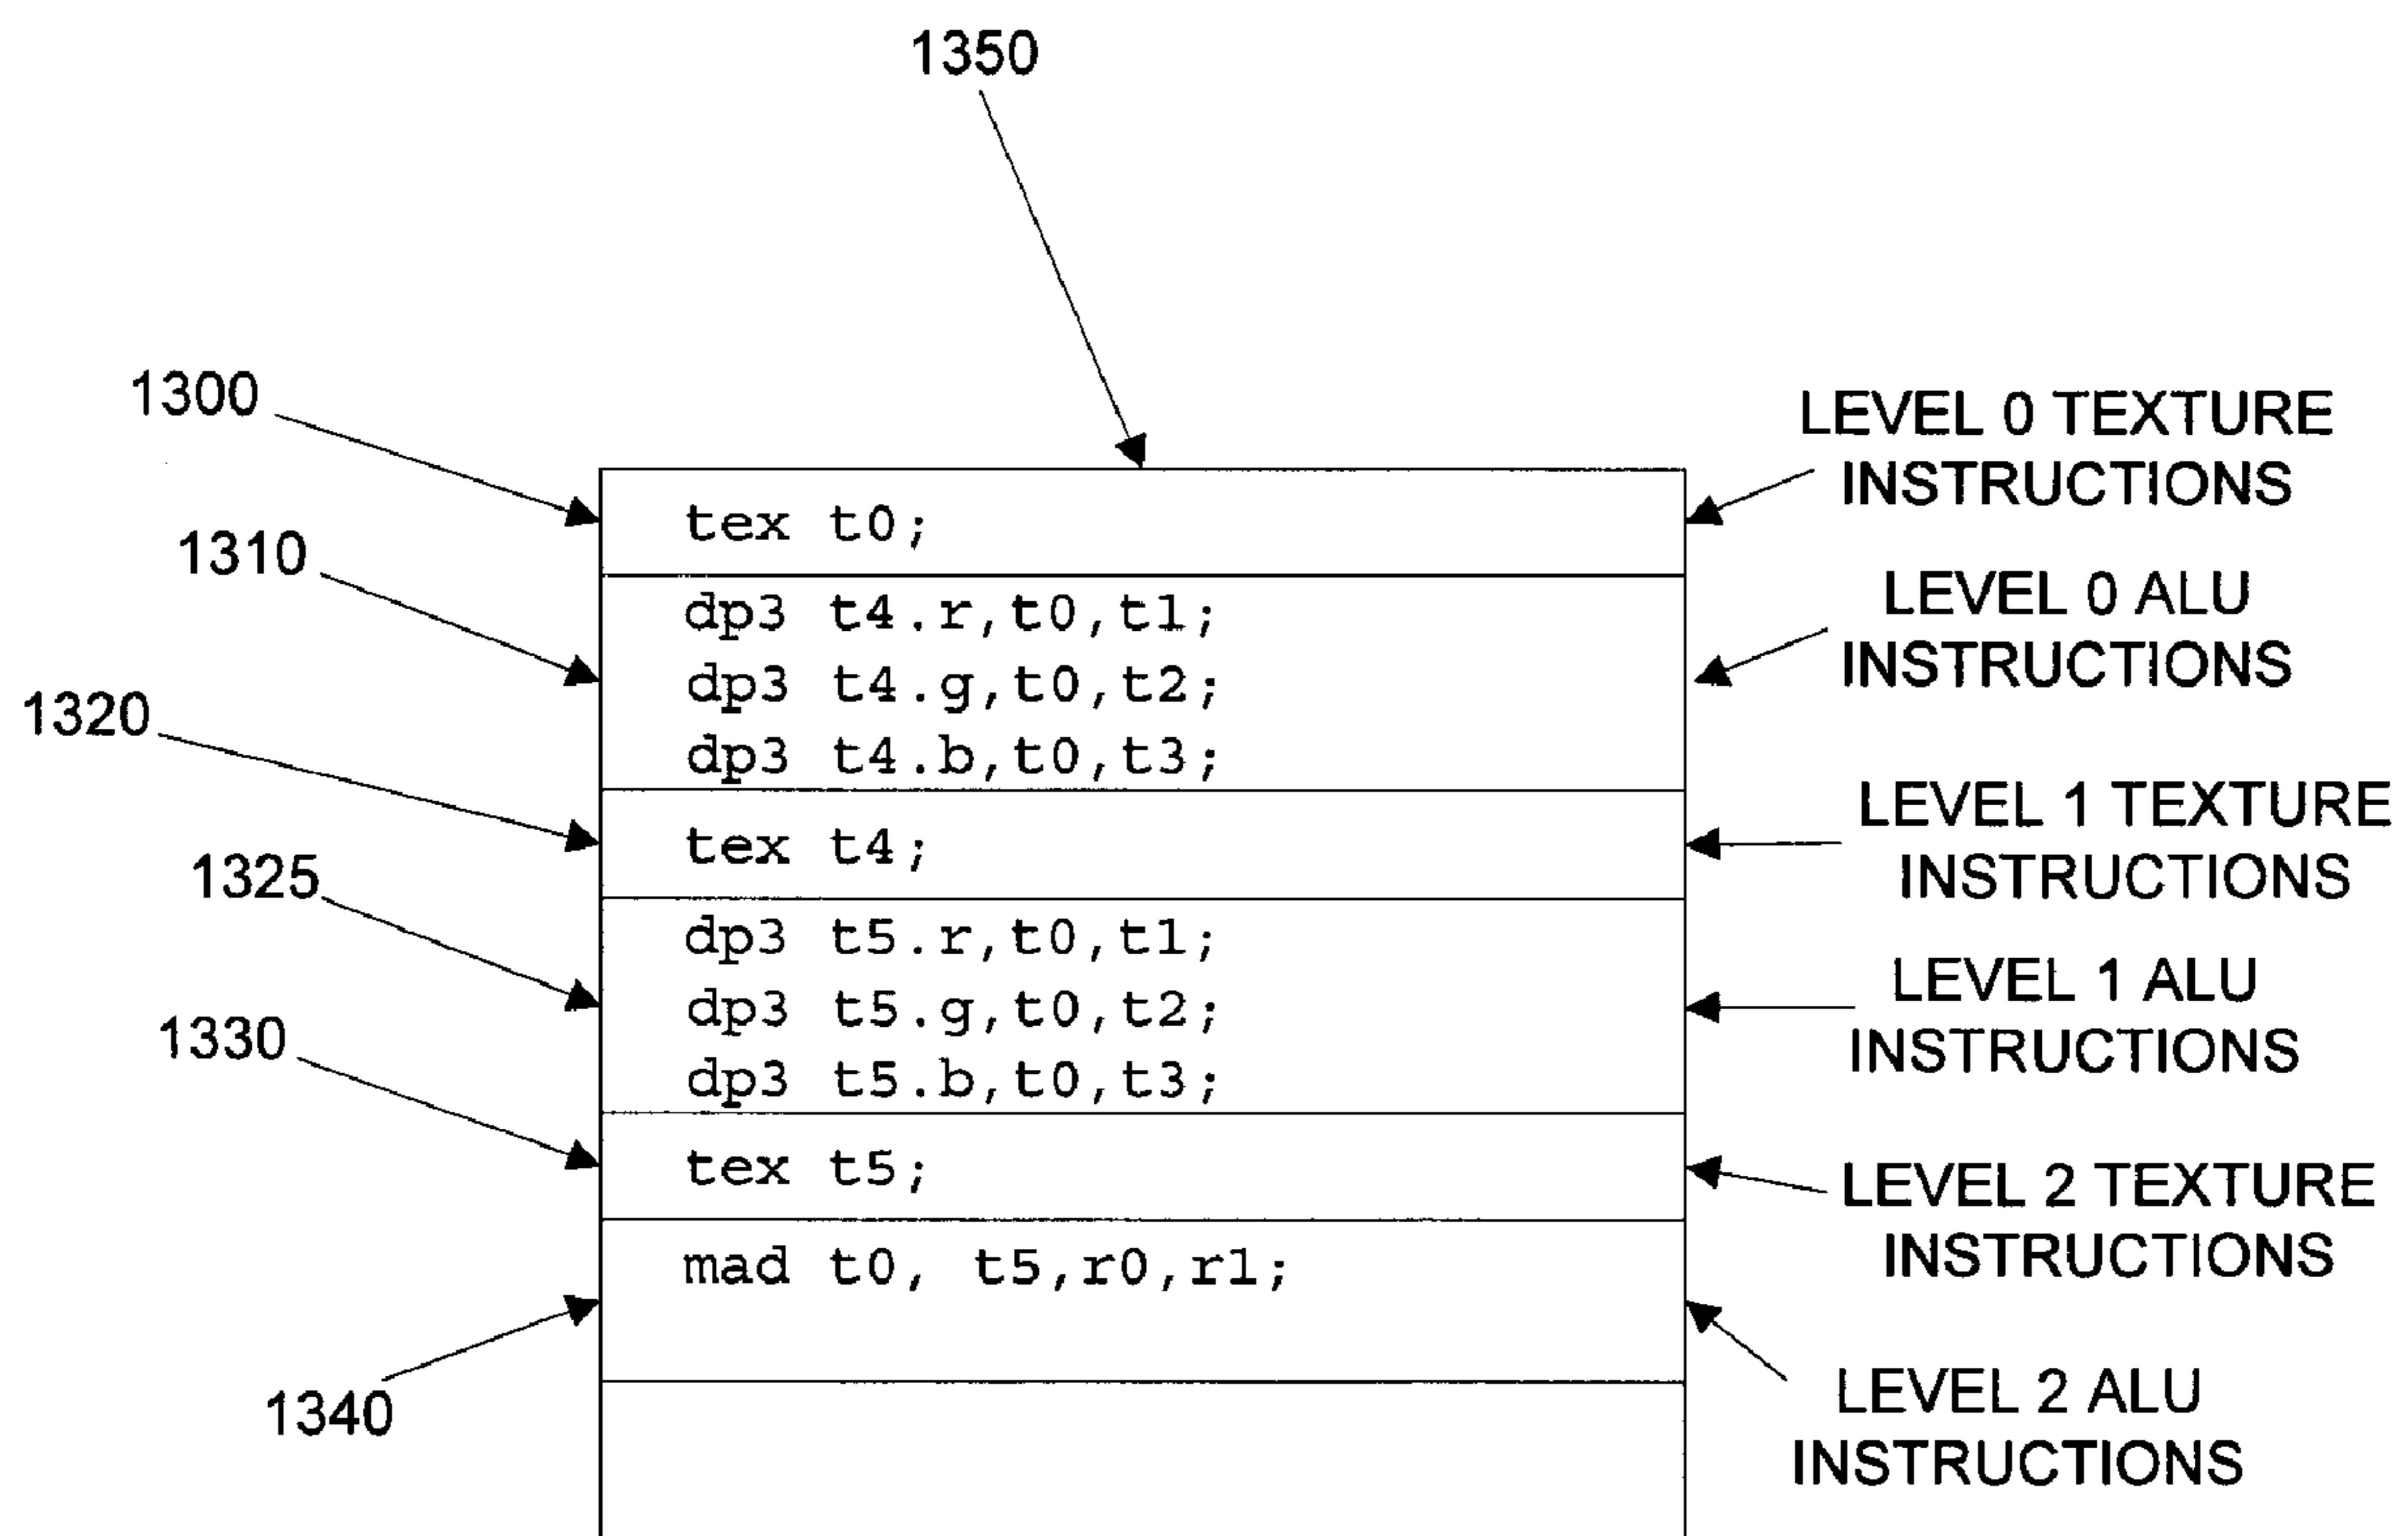 1350
1300
LEVEL 0 TEXTURE
INSTRUCTIONS
tex t0;
1310
LEVEL 0 ALU
INSTRUCTIONS
dp3 t4.r,t0,t1;
dp3 t4.g,t0,t2;
dp3 t4.b,t0,t3;
1320
LEVEL 1 TEXTURE
INSTRUCTIONS
tex t4;
1325
LEVEL 1 ALU
INSTRUCTIONS
dp3 t5.r,t0,t1;
dp3 t5.g,t0,t2;
dp3 t5.b,t0,t3;
1330
LEVEL 2 TEXTURE
INSTRUCTIONS
tex t5;
mad t0, t5,r0,r1;
1340
LEVEL 2 ALU
INSTRUCTIONS